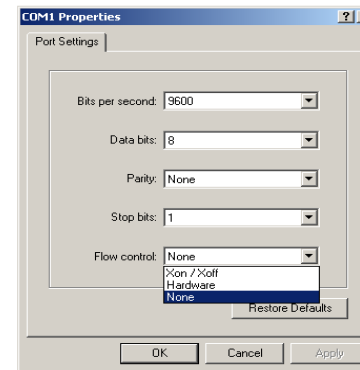 COM1 Properties ?
Port Settings
Bits per second: 9600
Data bits: 8
Parity: None
Stop bits: 1
Flow control: None
Xon / Xoff
Hardware
None
Restore Defaults
OK Cancel Apply